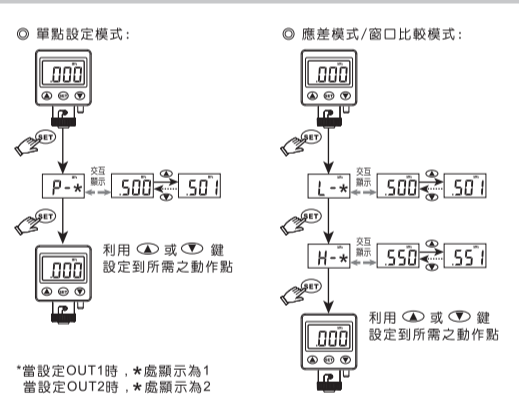 ◎ 單點設定模式:
.000
SET
SET
P-*
交互
顯示
.500
.501
SET
.000
SET
利用 ▲ 或 ▼ 鍵
設定到所需之動作點
*當設定OUT1時,*處顯示為1
當設定OUT2時,*處顯示為2
◎ 應差模式/窗口比較模式:
.000
SET
SET
L-*
交互
顯示
.500
.501
SET
H-*
交互
顯示
.550
.551
SET
.000
SET
利用 ▲ 或 ▼ 鍵
設定到所需之動作點